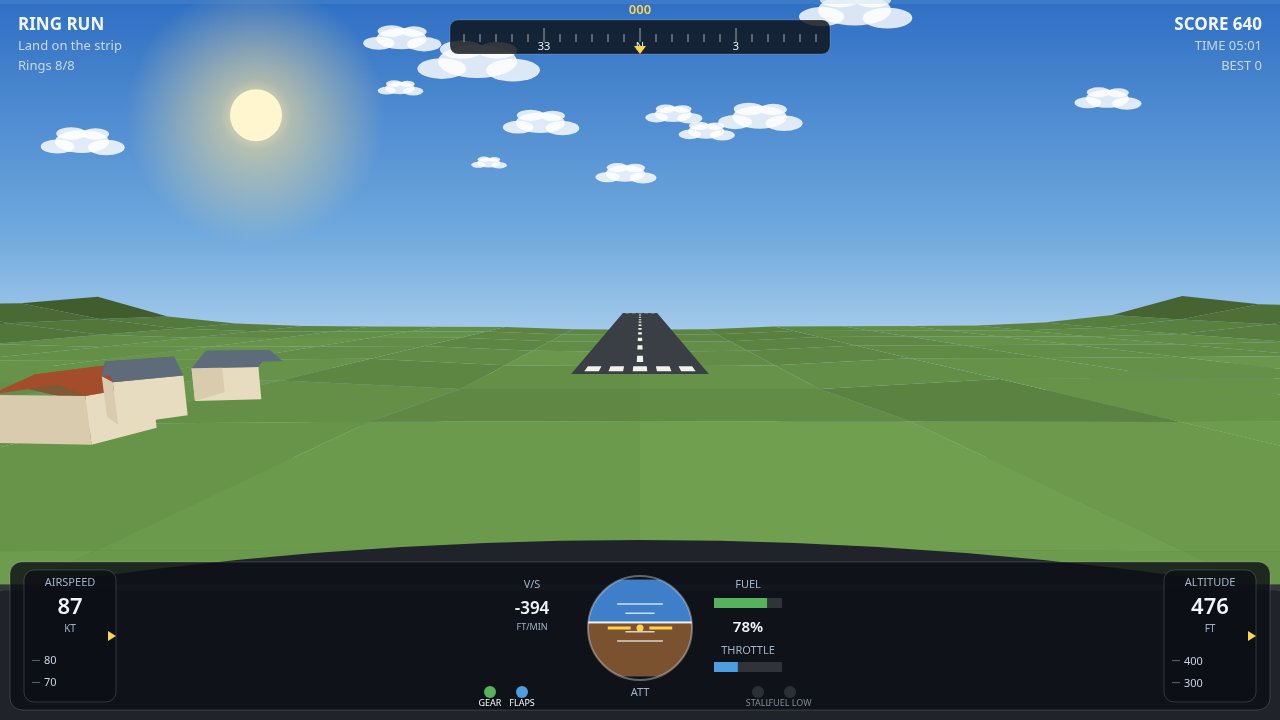 RING RUN
Land on the strip
Rings 8/8
000
33
N
3
SCORE 640
TIME 05:01
BEST 0
AIRSPEED
87
KT
80
70
V/S
-394
FT/MIN
GEAR
FLAPS
ATT
FUEL
78%
THROTTLE
STALL
FUEL LOW
ALTITUDE
476
FT
400
300